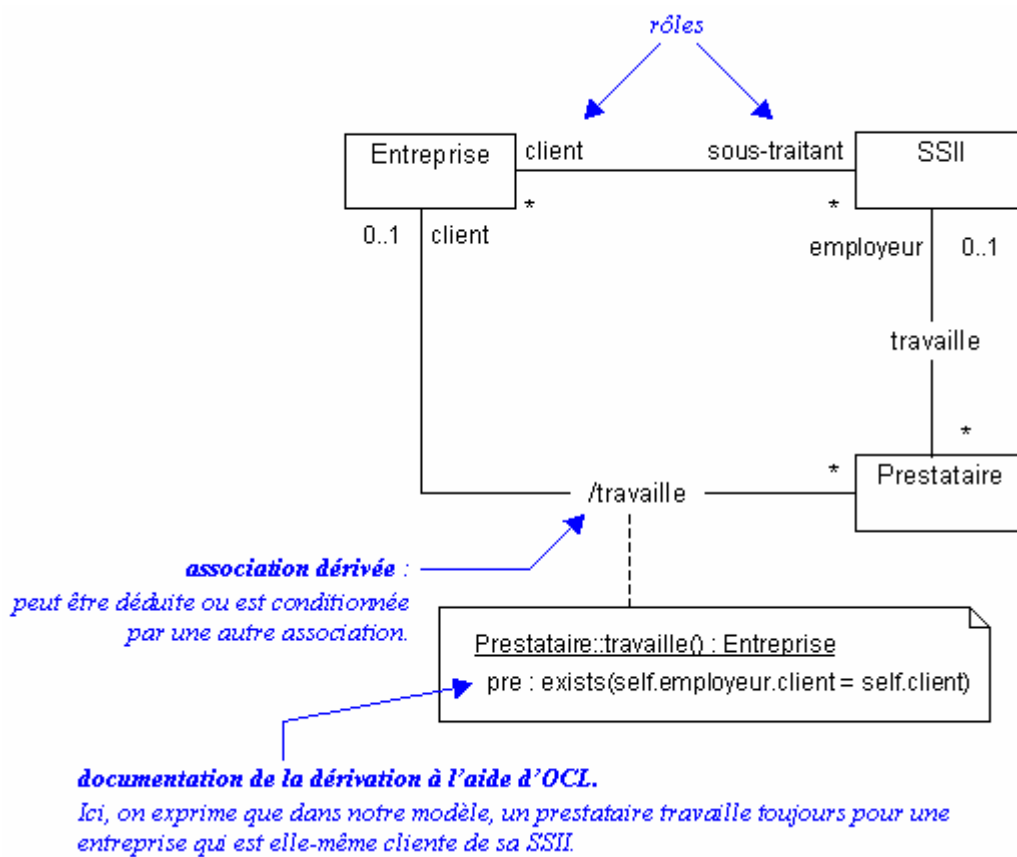 rôles
Entreprise
client
sous-traitant
SSII
*
*
0..1
client
employeur
0..1
travaille
*
*
Prestataire
/travaille
association dérivée :
peut être déduite ou est conditionnée
par une autre association.
Prestataire::travaille() : Entreprise
pre : exists(self.employeur.client = self.client)
documentation de la dérivation à l'aide d'OCL.
Ici, on exprime que dans notre modèle, un prestataire travaille toujours pour une
entreprise qui est elle-même cliente de sa SSII.